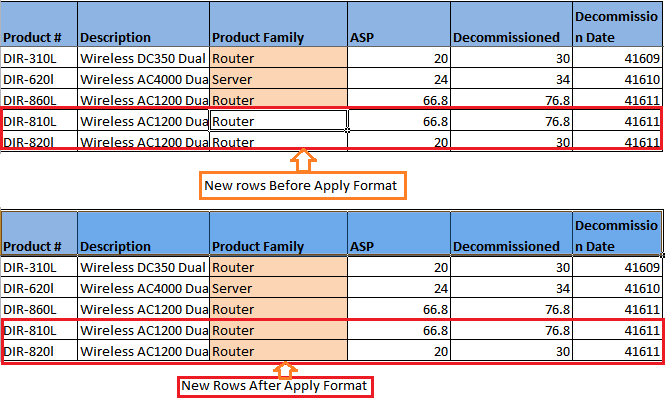 Decommissio
Product # Description Product Family ASP Decommissioned n Date
DIR-310L Wireless DC350 Dual Router 20 30 41609
DIR-620l Wireless AC4000 Dua Server 24 34 41610
DIR-860L Wireless AC1200 Dua Router 66.8 76.8 41611
DIR-810L Wireless AC1200 Dua Router 66.8 76.8 41611
DIR-820l Wireless AC1200 Dua Router 20 30 41611
New rows Before Apply Format
Decommissio
Product # Description Product Family ASP Decommissioned n Date
DIR-310L Wireless DC350 Dual Router 20 30 41609
DIR-620l Wireless AC4000 Dua Server 24 34 41610
DIR-860L Wireless AC1200 Dua Router 66.8 76.8 41611
DIR-810L Wireless AC1200 Dua Router 66.8 76.8 41611
DIR-820l Wireless AC1200 Dua Router 20 30 41611
New Rows After Apply Format